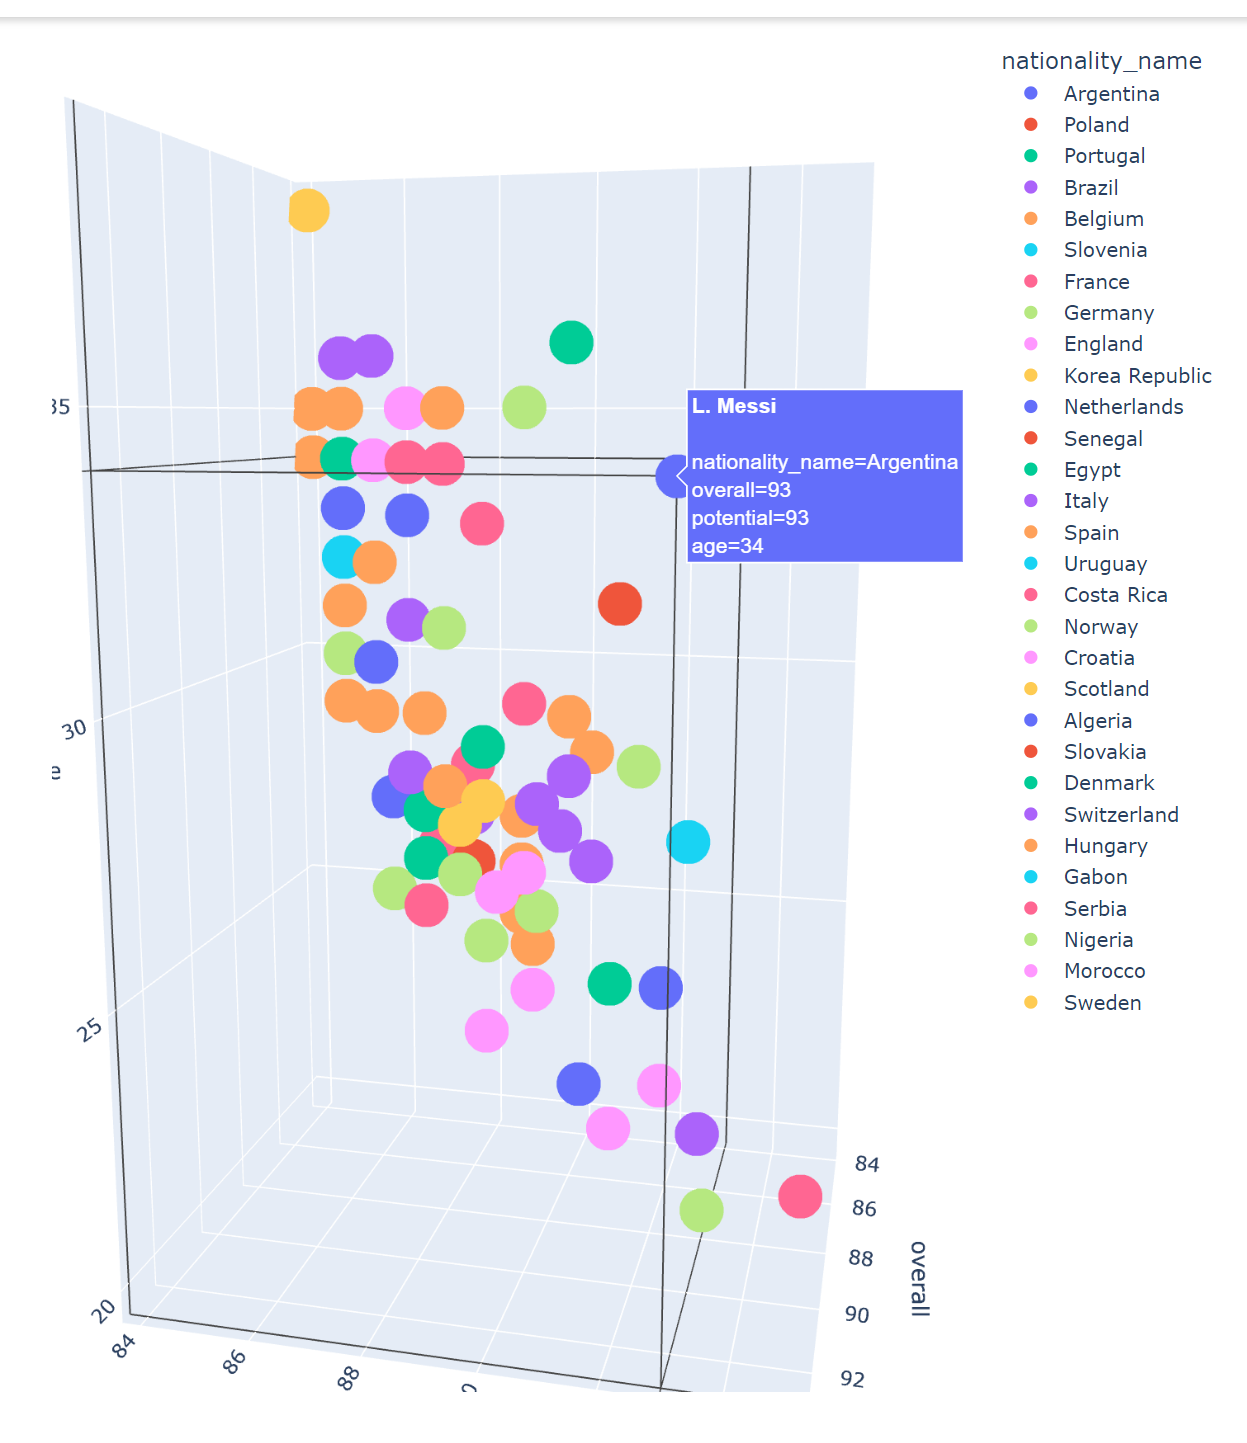 nationality_name
Argentina
Poland
Portugal
Brazil
Belgium
Slovenia
France
Germany
England
Korea Republic
Netherlands
Senegal
Egypt
Italy
Spain
Uruguay
Costa Rica
Norway
Croatia
Scotland
Algeria
Slovakia
Denmark
Switzerland
Hungary
Gabon
Serbia
Nigeria
Morocco
Sweden
L. Messi
nationality_name=Argentina
overall=93
potential=93
age=34
35
30
e
25
20
84
86
88
84
86
88
90
92
overall